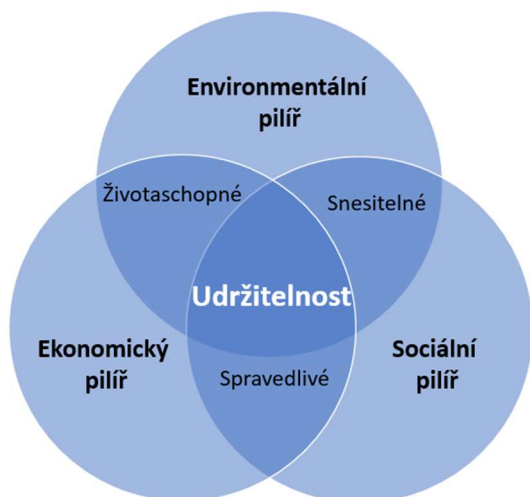 Environmentální
pilíř
Životaschopné
Snesitelné
Udržitelnost
Ekonomický
pilíř
Sociální
pilíř
Spravedlivé